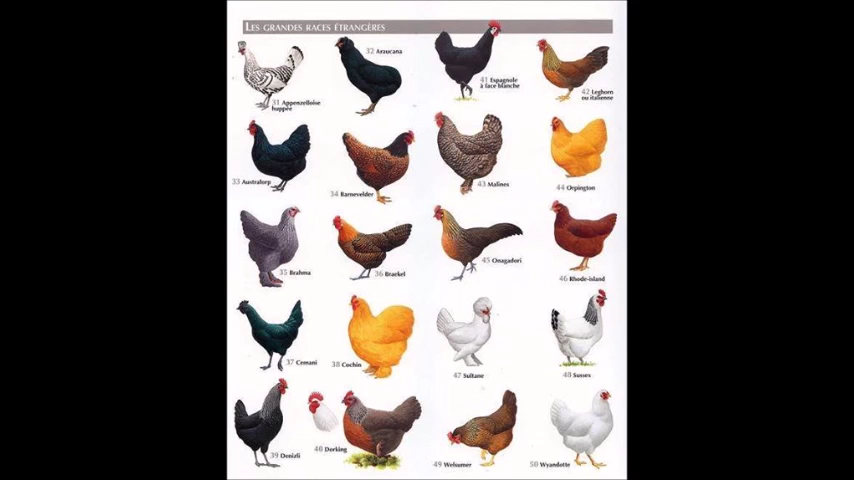 LES GRANDES RACES ÉTRANGÈRES
31 Appenzelloise
huppée
32 Araucana
41 Espagnole
à face blanche
42 Leghorn
ou italienne
33 Australorp
34 Barnevelder
43 Malines
44 Orpington
35 Brahma
36 Braekel
45 Onagadori
46 Rhode-island
37 Cemani
38 Cochin
47 Sultane
48 Sussex
39 Denizli
40 Dorking
49 Welsumer
50 Wyandotte